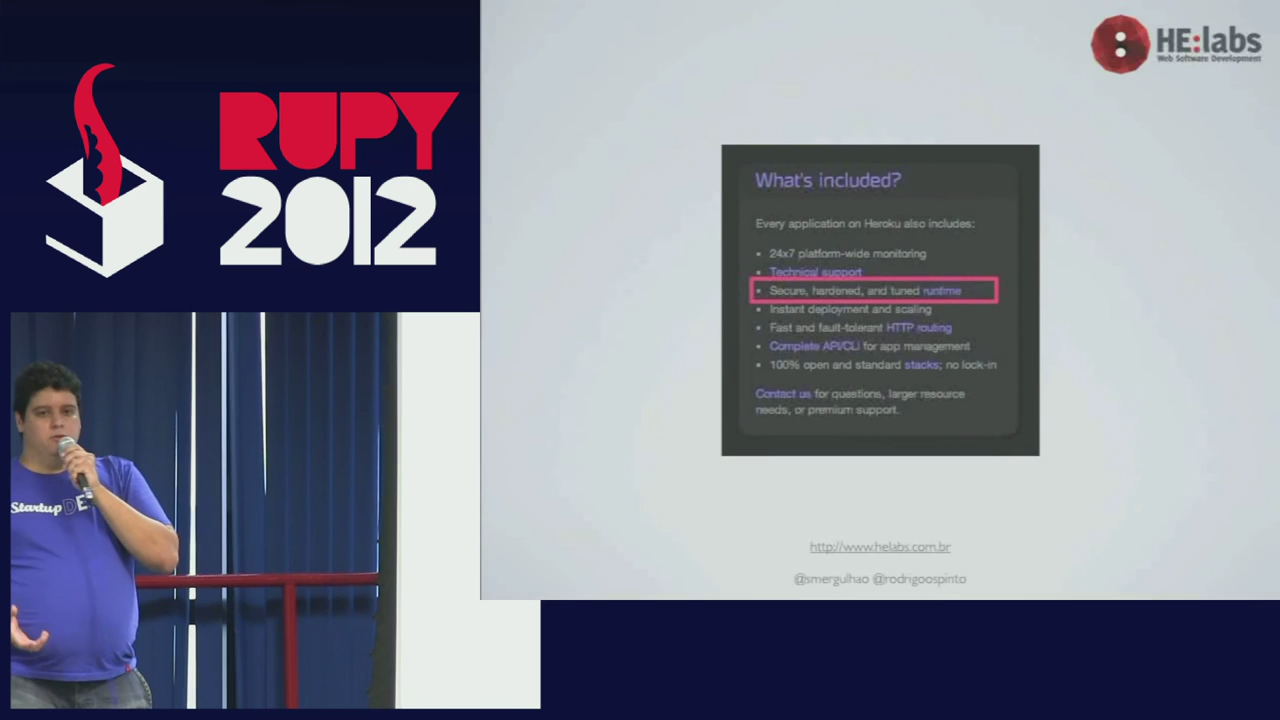 RUPY
2012
HE:labs
Web Software Development
What's included?
Every application on Heroku also includes:
24x7 platform-wide monitoring
Technical support
Secure, hardened, and tuned runtime
Instant deployment and scaling
Fast and fault-tolerant HTTP routing
Complete API/CLI for app management
100% open and standard stacks; no lock-in
Contact us for questions, larger resource
needs, or premium support.
http://www.helabs.com.br
@smergulhao @rodrigoospinto
Startup